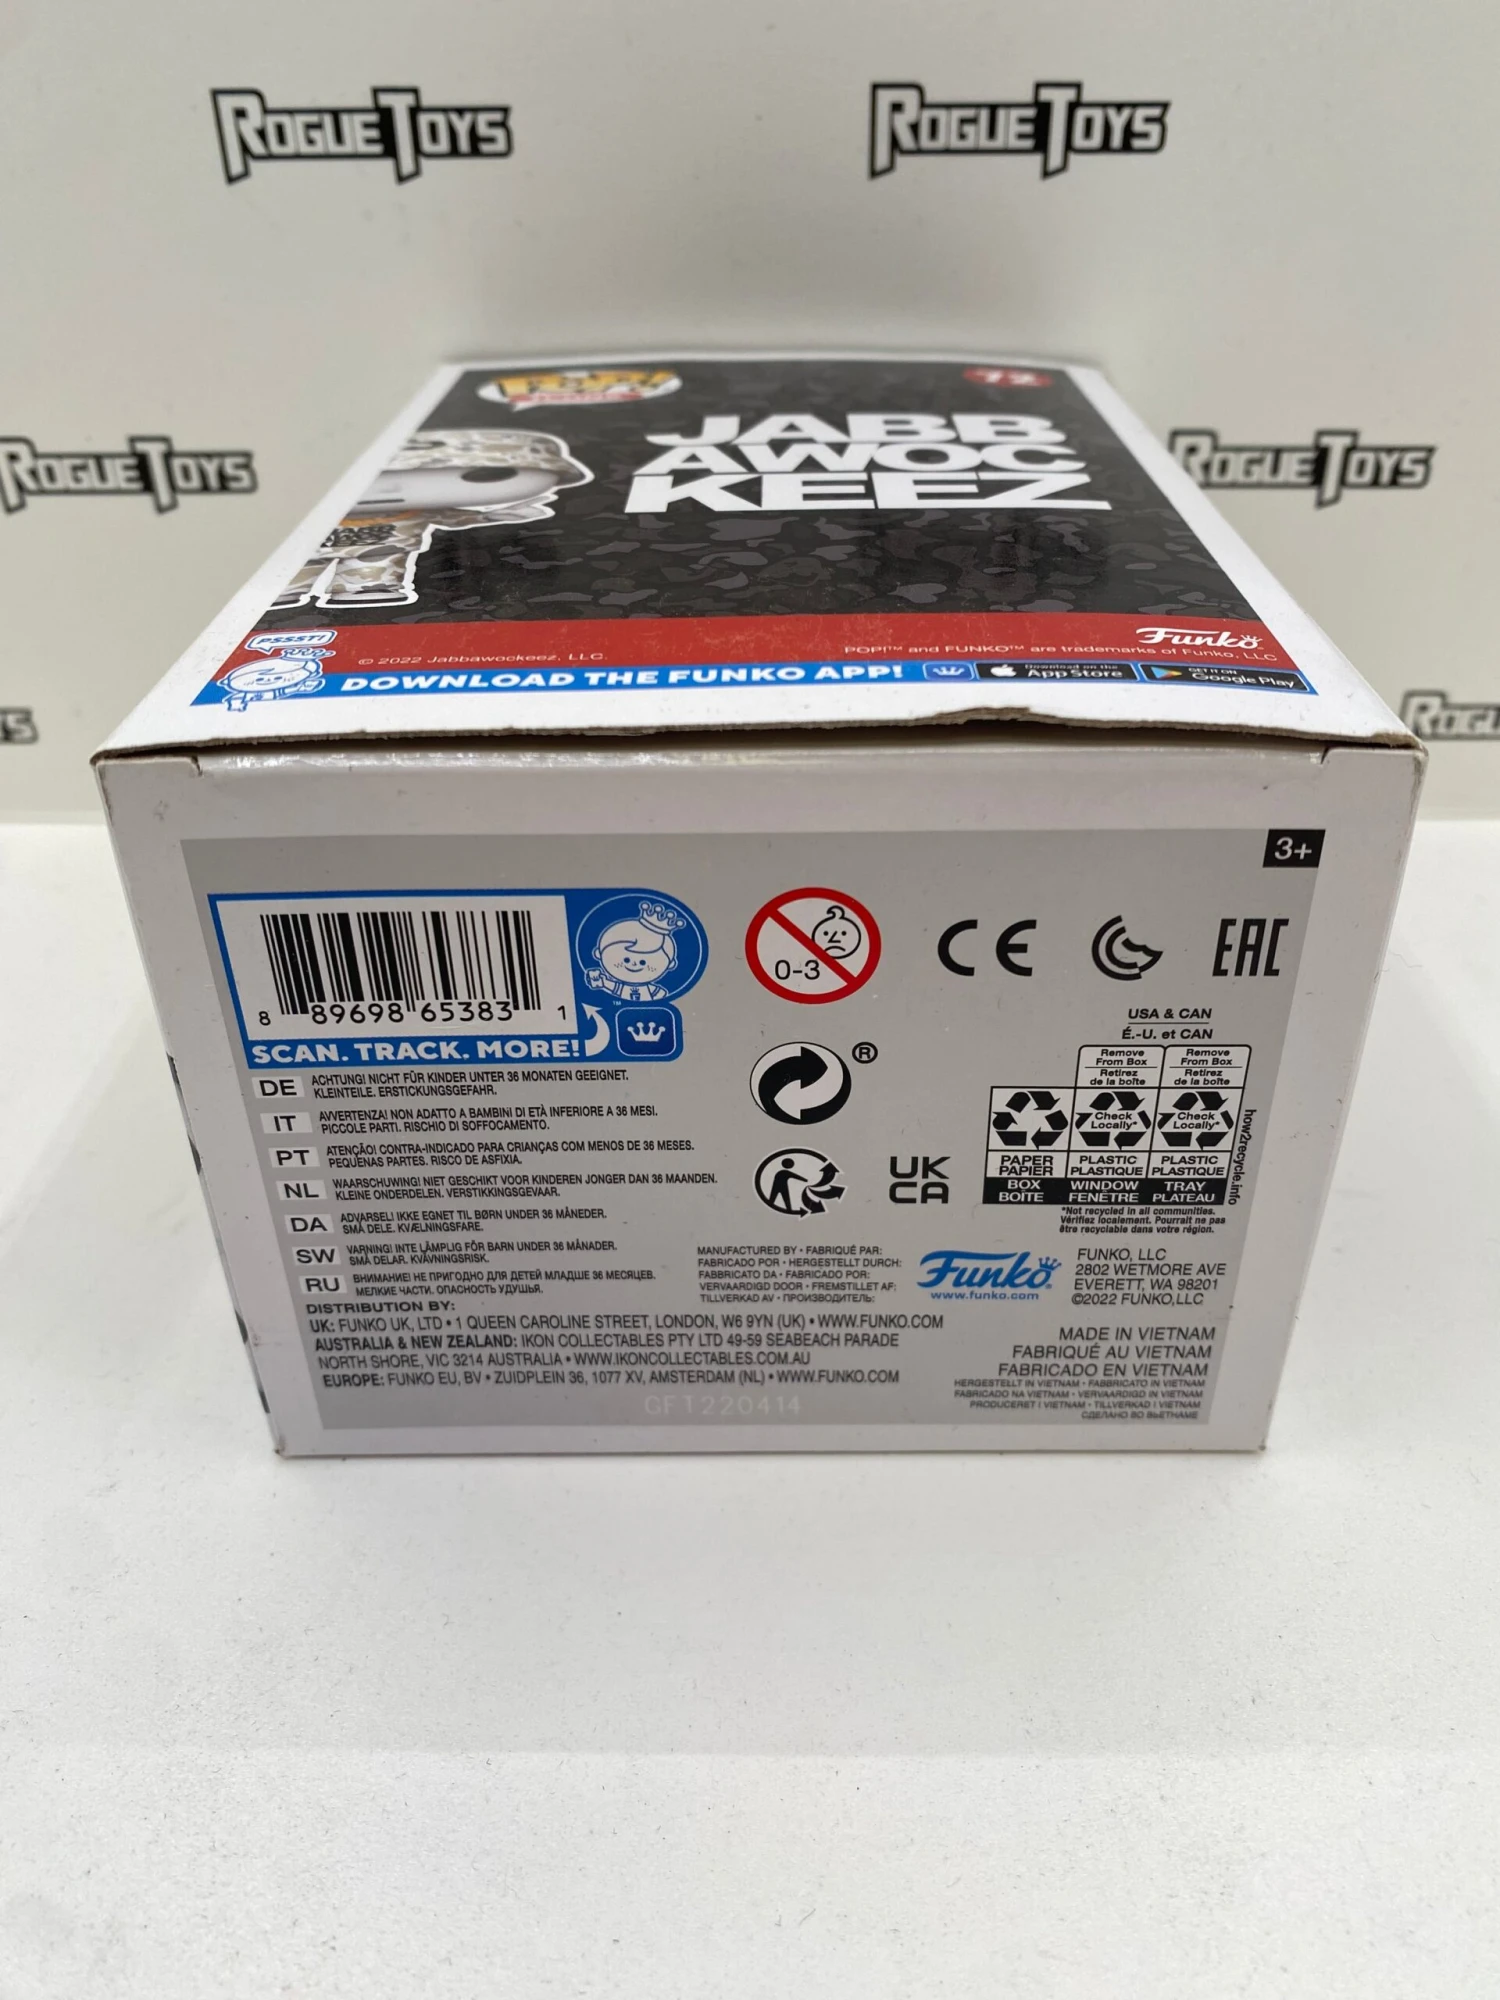 ROGUE TOYS
ROGUE TOYS
ROGUE TOYS
ROGUE TOYS
JABB
AWOC
KEEZ
PSSST!
© 2022 Jabbawockeez, LLC.
Funko
POP!™ and FUNKO™ are trademarks of Funko, LLC
DOWNLOAD THE FUNKO APP!
Download on the
App Store
GET IT ON
Google Play
3+
8 89698 65383 1
SCAN. TRACK. MORE!
0-3
CE
EAC
USA & CAN
É.-U. et CAN
Remove
From Box
Retirez
de la boîte
Remove
From Box
Retirez
de la boîte
Check
Locally*
Check
Locally*
PAPER
PAPIER
PLASTIC
PLASTIQUE
PLASTIC
PLASTIQUE
BOX
BOÎTE
WINDOW
FENÊTRE
TRAY
PLATEAU
how2recycle.info
*Not recycled in all communities.
Vérifiez localement. Pourrait ne pas
être recyclable dans votre région.
®
UK
CA
DE ACHTUNG! NICHT FÜR KINDER UNTER 36 MONATEN GEEIGNET.
KLEINTEILE. ERSTICKUNGSGEFAHR.
IT AVVERTENZA! NON ADATTO A BAMBINI DI ETÀ INFERIORE A 36 MESI.
PICCOLE PARTI. RISCHIO DI SOFFOCAMENTO.
PT ATENÇÃO! CONTRA-INDICADO PARA CRIANÇAS COM MENOS DE 36 MESES.
PEQUENAS PARTES. RISCO DE ASFIXIA.
NL WAARSCHUWING! NIET GESCHIKT VOOR KINDEREN JONGER DAN 36 MAANDEN.
KLEINE ONDERDELEN. VERSTIKKINGSGEVAAR.
DA ADVARSEL! IKKE EGNET TIL BØRN UNDER 36 MÅNEDER.
SMÅ DELE. KVÆLNINGSFARE.
SW VARNING! INTE LÄMPLIG FÖR BARN UNDER 36 MÅNADER.
SMÅ DELAR. KVÄVNINGSRISK.
RU ВНИМАНИЕ! НЕ ПРИГОДНО ДЛЯ ДЕТЕЙ МЛАДШЕ 36 МЕСЯЦЕВ.
МЕЛКИЕ ЧАСТИ. ОПАСНОСТЬ УДУШЬЯ.
MANUFACTURED BY • FABRIQUÉ PAR:
FABRICADO POR • HERGESTELLT DURCH:
FABBRICATO DA • FABRICADO POR:
VERVAARDIGD DOOR • FREMSTILLET AF:
TILLVERKAD AV • ПРОИЗВОДИТЕЛЬ:
Funko
www.funko.com
FUNKO, LLC
2802 WETMORE AVE
EVERETT, WA 98201
©2022 FUNKO,LLC
DISTRIBUTION BY:
UK: FUNKO UK, LTD • 1 QUEEN CAROLINE STREET, LONDON, W6 9YN (UK) • WWW.FUNKO.COM
AUSTRALIA & NEW ZEALAND: IKON COLLECTABLES PTY LTD 49-59 SEABEACH PARADE
NORTH SHORE, VIC 3214 AUSTRALIA • WWW.IKONCOLLECTABLES.COM.AU
EUROPE: FUNKO EU, BV • ZUIDPLEIN 36, 1077 XV, AMSTERDAM (NL) • WWW.FUNKO.COM
MADE IN VIETNAM
FABRIQUÉ AU VIETNAM
FABRICADO EN VIETNAM
HERGESTELLT IN VIETNAM • FABBRICATO IN VIETNAM
FABRICADO NA VIETNAM • VERVAARDIGD IN VIETNAM
PRODUCERET I VIETNAM • TILLVERKAD I VIETNAM
СДЕЛАНО ВО ВЬЕТНАМЕ
GFT220414